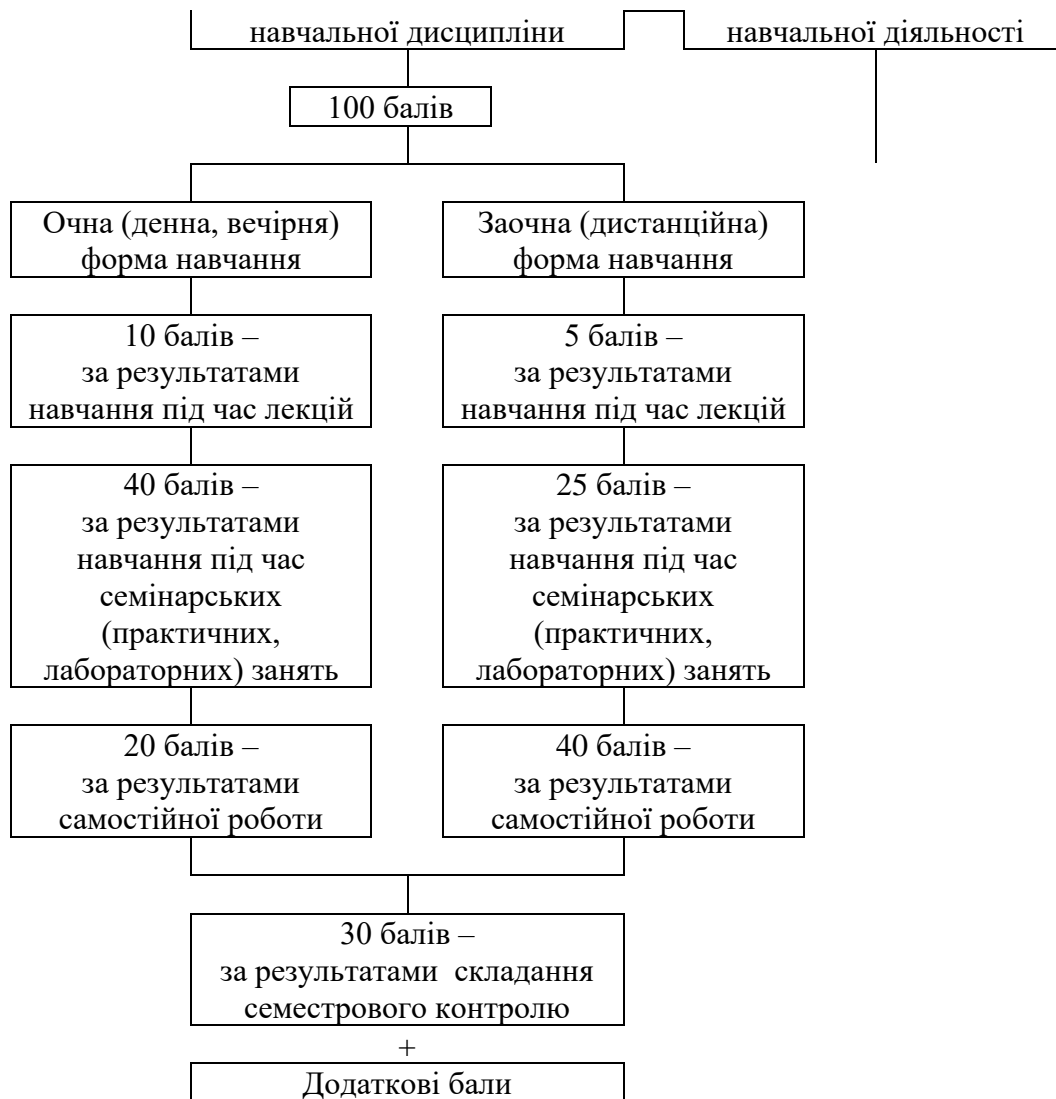 навчальної дисципліни
навчальної діяльності
100 балів
Очна (денна, вечірня)
форма навчання
Заочна (дистанційна)
форма навчання
10 балів –
за результатами
навчання під час лекцій
5 балів –
за результатами
навчання під час лекцій
40 балів –
за результатами
навчання під час
семінарських
(практичних,
лабораторних) занять
25 балів –
за результатами
навчання під час
семінарських
(практичних,
лабораторних) занять
20 балів –
за результатами
самостійної роботи
40 балів –
за результатами
самостійної роботи
30 балів –
за результатами складання
семестрового контролю
+
Додаткові бали